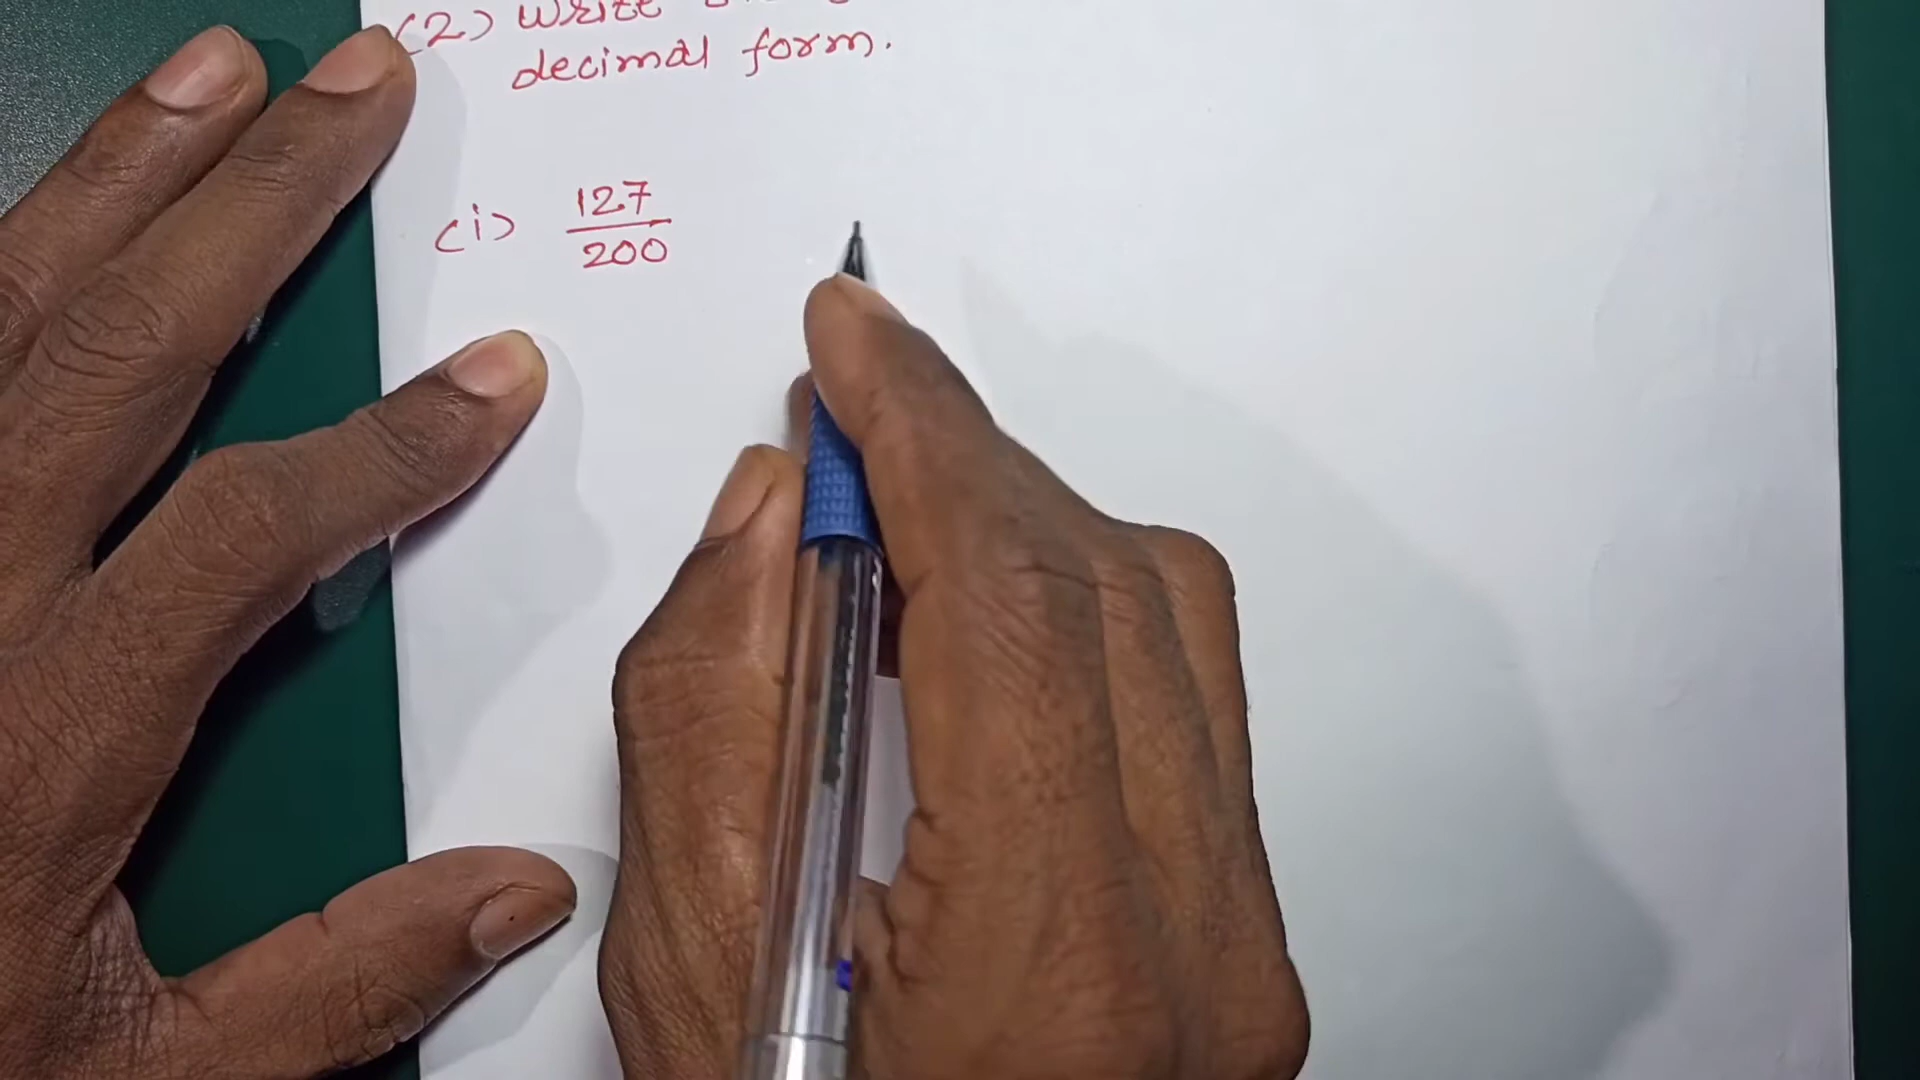 (2) Write
decimal form.
(i) 127
200